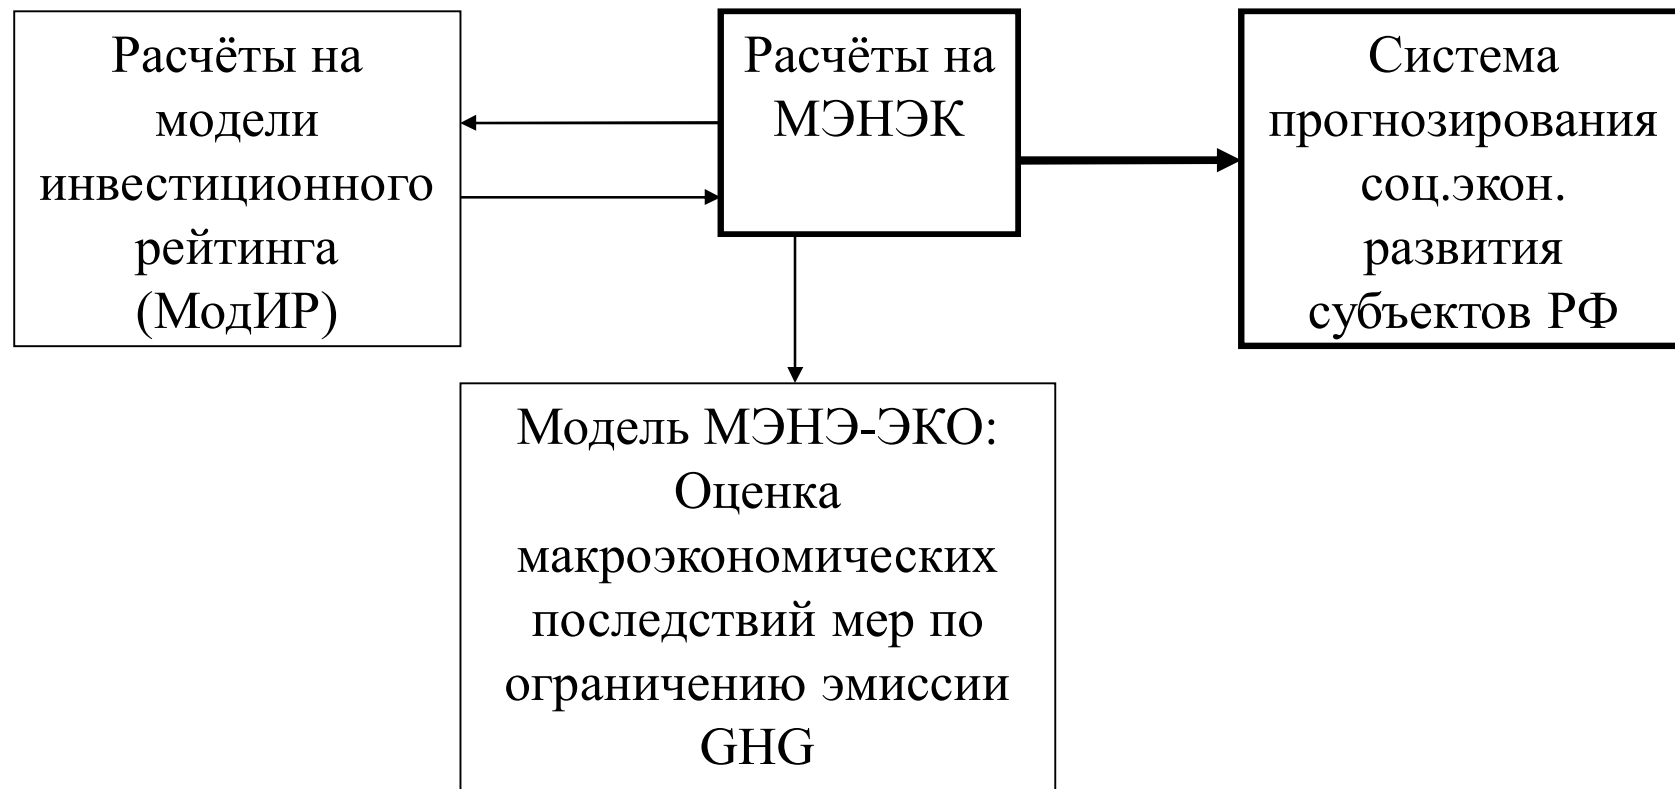 Расчёты на
модели
инвестиционного
рейтинга
(МодИР)
Расчёты на
МЭНЭК
Система
прогнозирования
соц.экон.
развития
субъектов РФ
Модель МЭНЭ-ЭКО:
Оценка
макроэкономических
последствий мер по
ограничению эмиссии
GHG